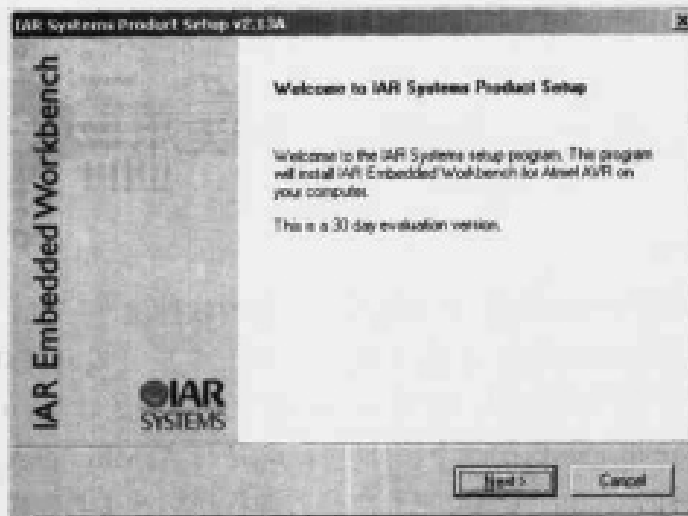 IAR Systems Product Setup v2.13A
IAR Embedded Workbench
IAR
SYSTEMS
Welcome to IAR Systems Product Setup
Welcome to the IAR Systems setup program. This program
will install IAR Embedded Workbench for Atmel AVR on
your computer.
This is a 30 day evaluation version.
Next >
Cancel